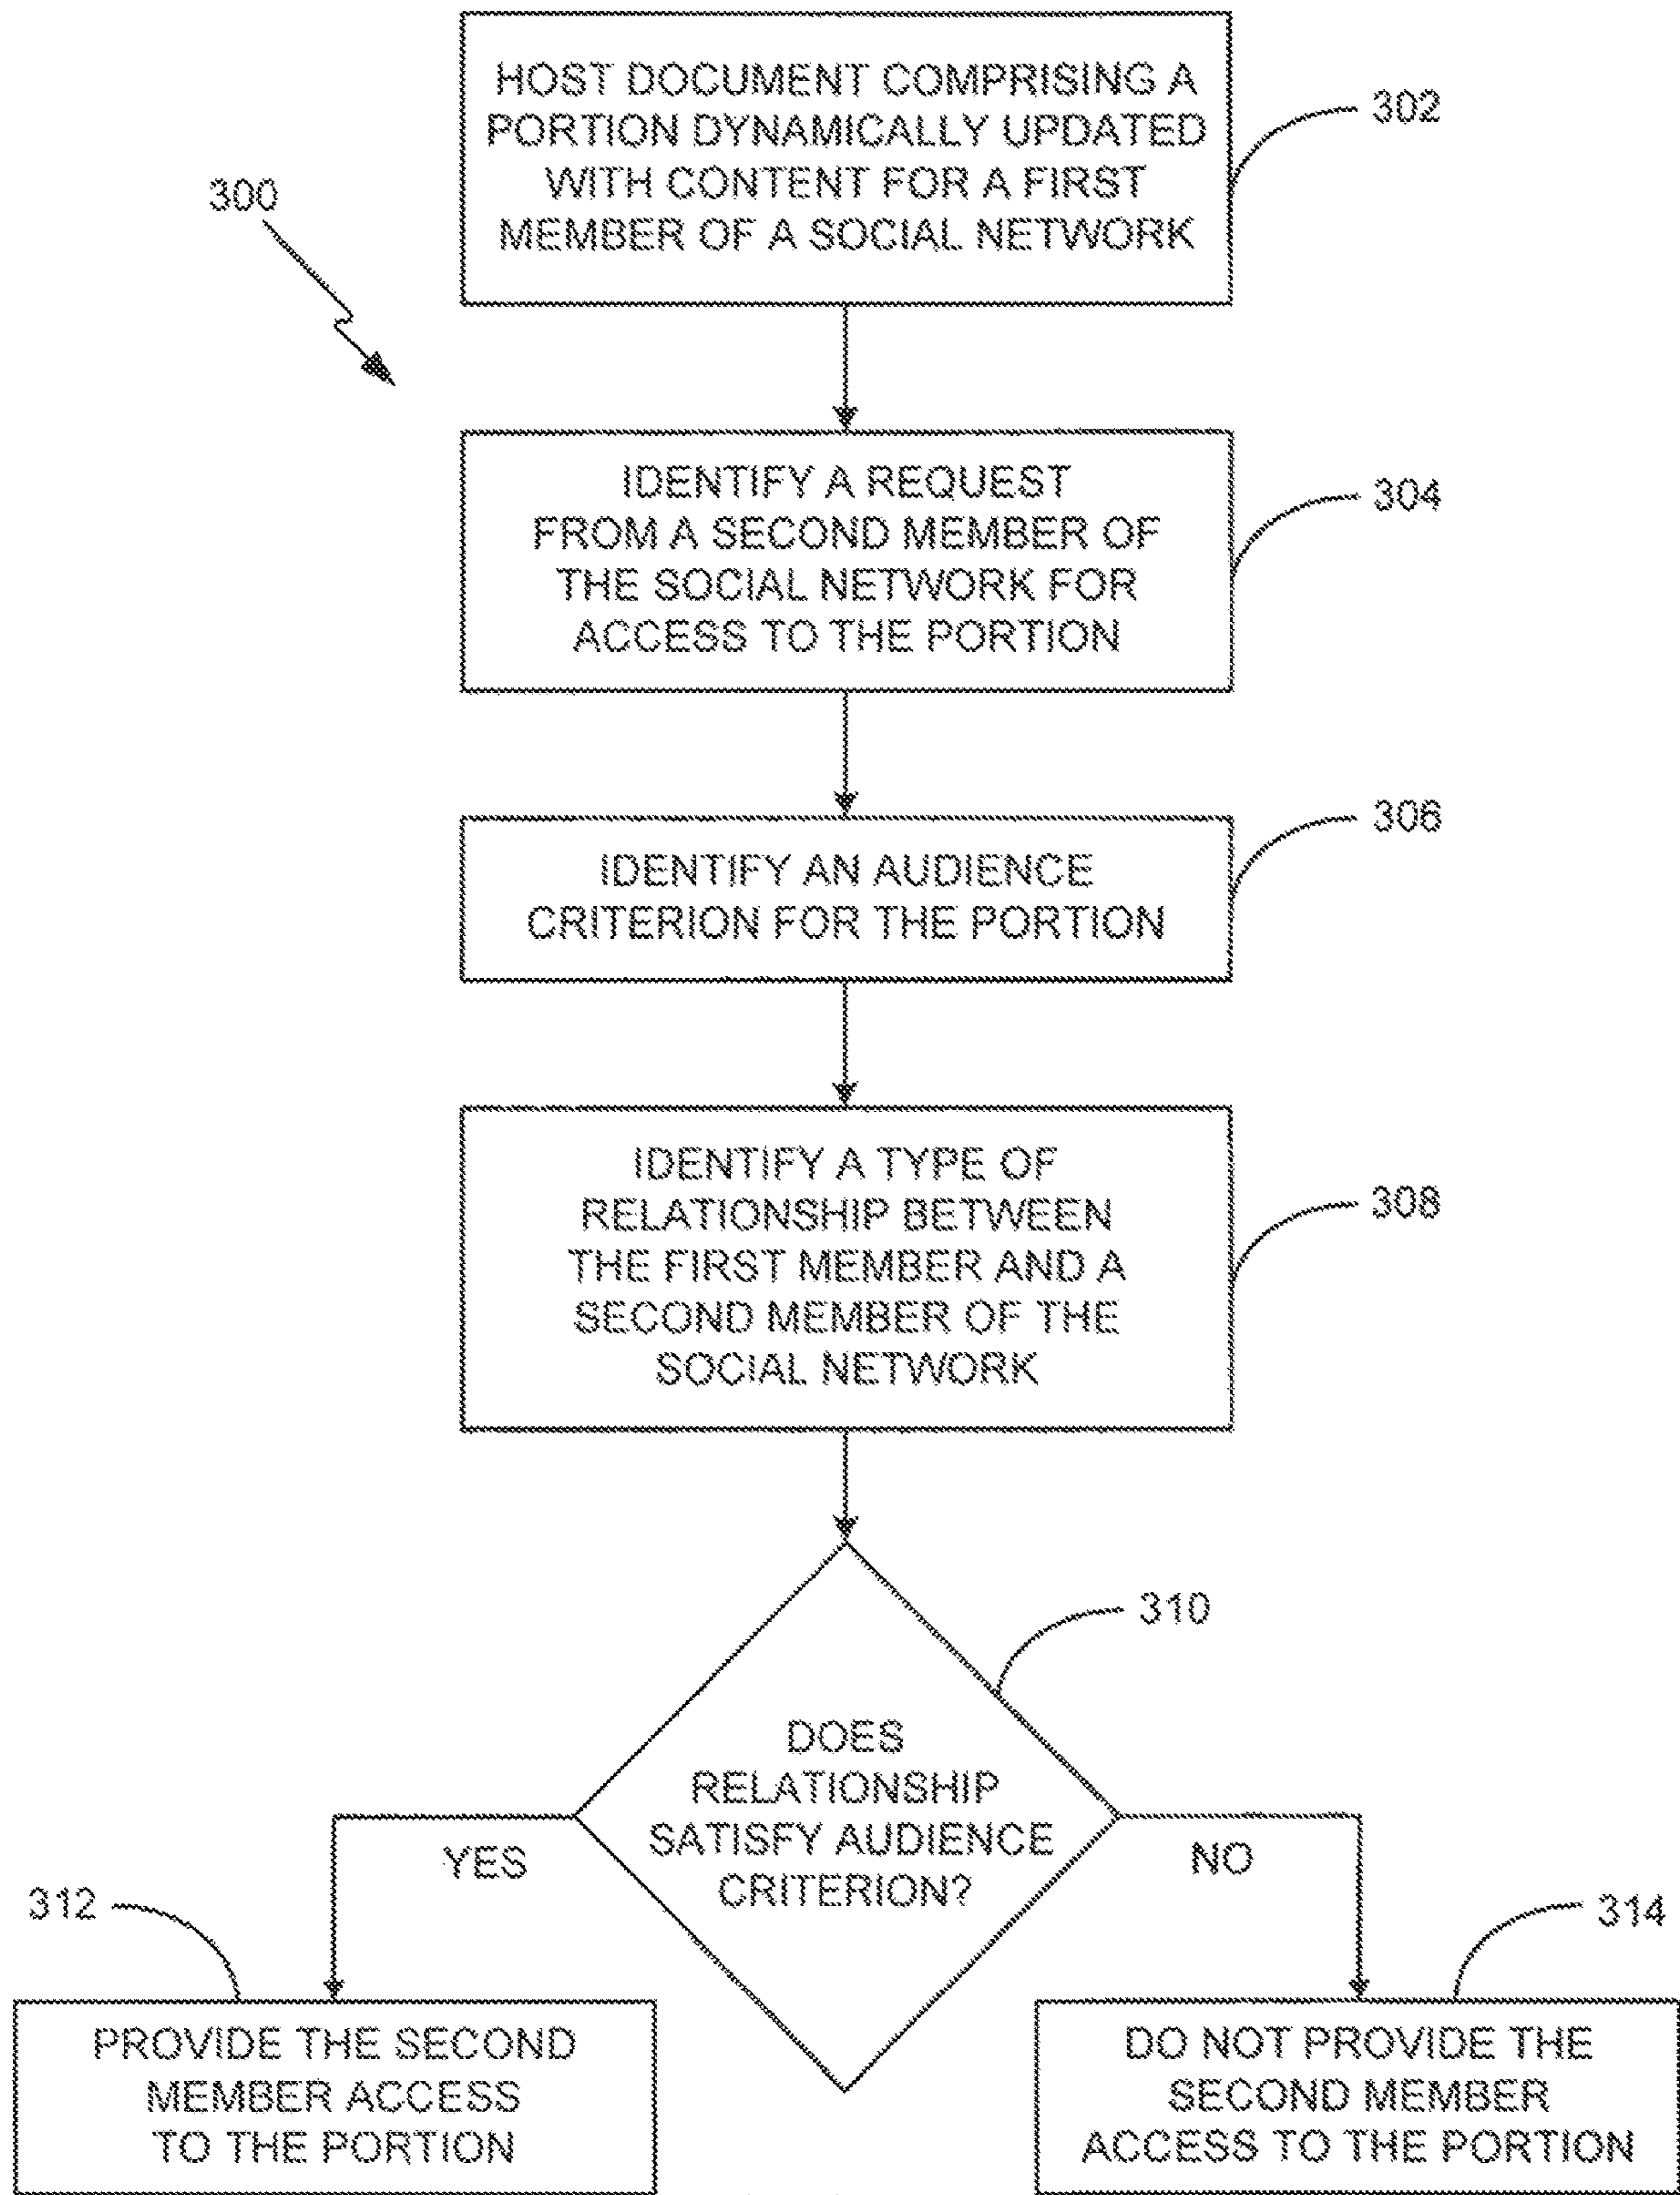 HOST DOCUMENT COMPRISING A
PORTION DYNAMICALLY UPDATED
WITH CONTENT FOR A FIRST
MEMBER OF A SOCIAL NETWORK
302
300
IDENTIFY A REQUEST
FROM A SECOND MEMBER OF
THE SOCIAL NETWORK FOR
ACCESS TO THE PORTION
304
IDENTIFY AN AUDIENCE
CRITERION FOR THE PORTION
306
IDENTIFY A TYPE OF
RELATIONSHIP BETWEEN
THE FIRST MEMBER AND A
SECOND MEMBER OF THE
SOCIAL NETWORK
308
310
DOES
RELATIONSHIP
SATISFY AUDIENCE
CRITERION?
YES
NO
312
PROVIDE THE SECOND
MEMBER ACCESS
TO THE PORTION
314
DO NOT PROVIDE THE
SECOND MEMBER
ACCESS TO THE PORTION